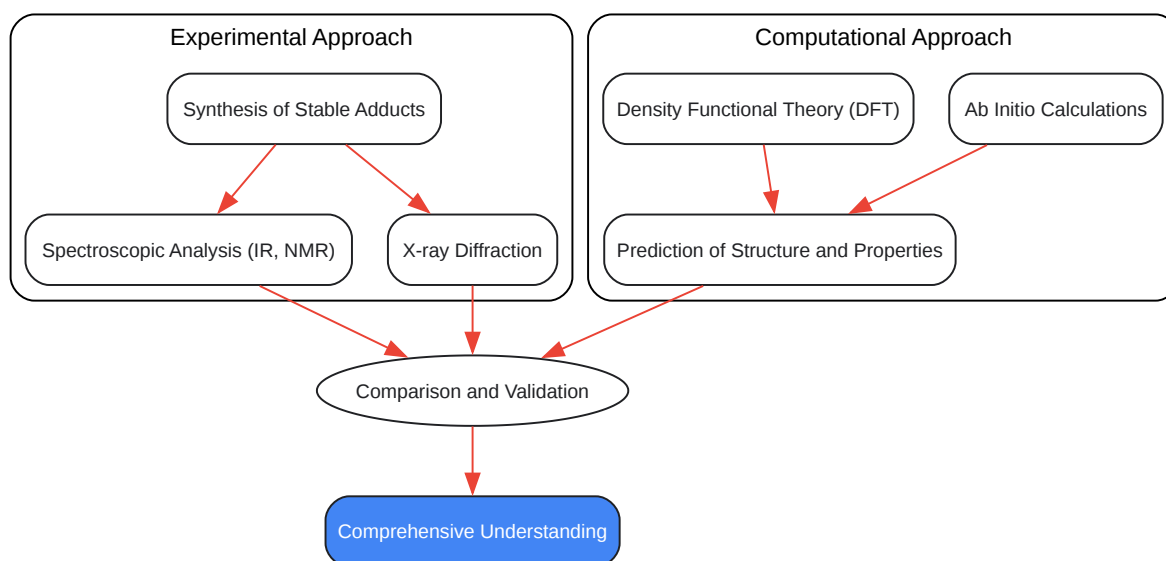 Experimental Approach
Computational Approach
Synthesis of Stable Adducts
Density Functional Theory (DFT)
Ab Initio Calculations
Spectroscopic Analysis (IR, NMR)
X-ray Diffraction
Prediction of Structure and Properties
Comparison and Validation
Comprehensive Understanding